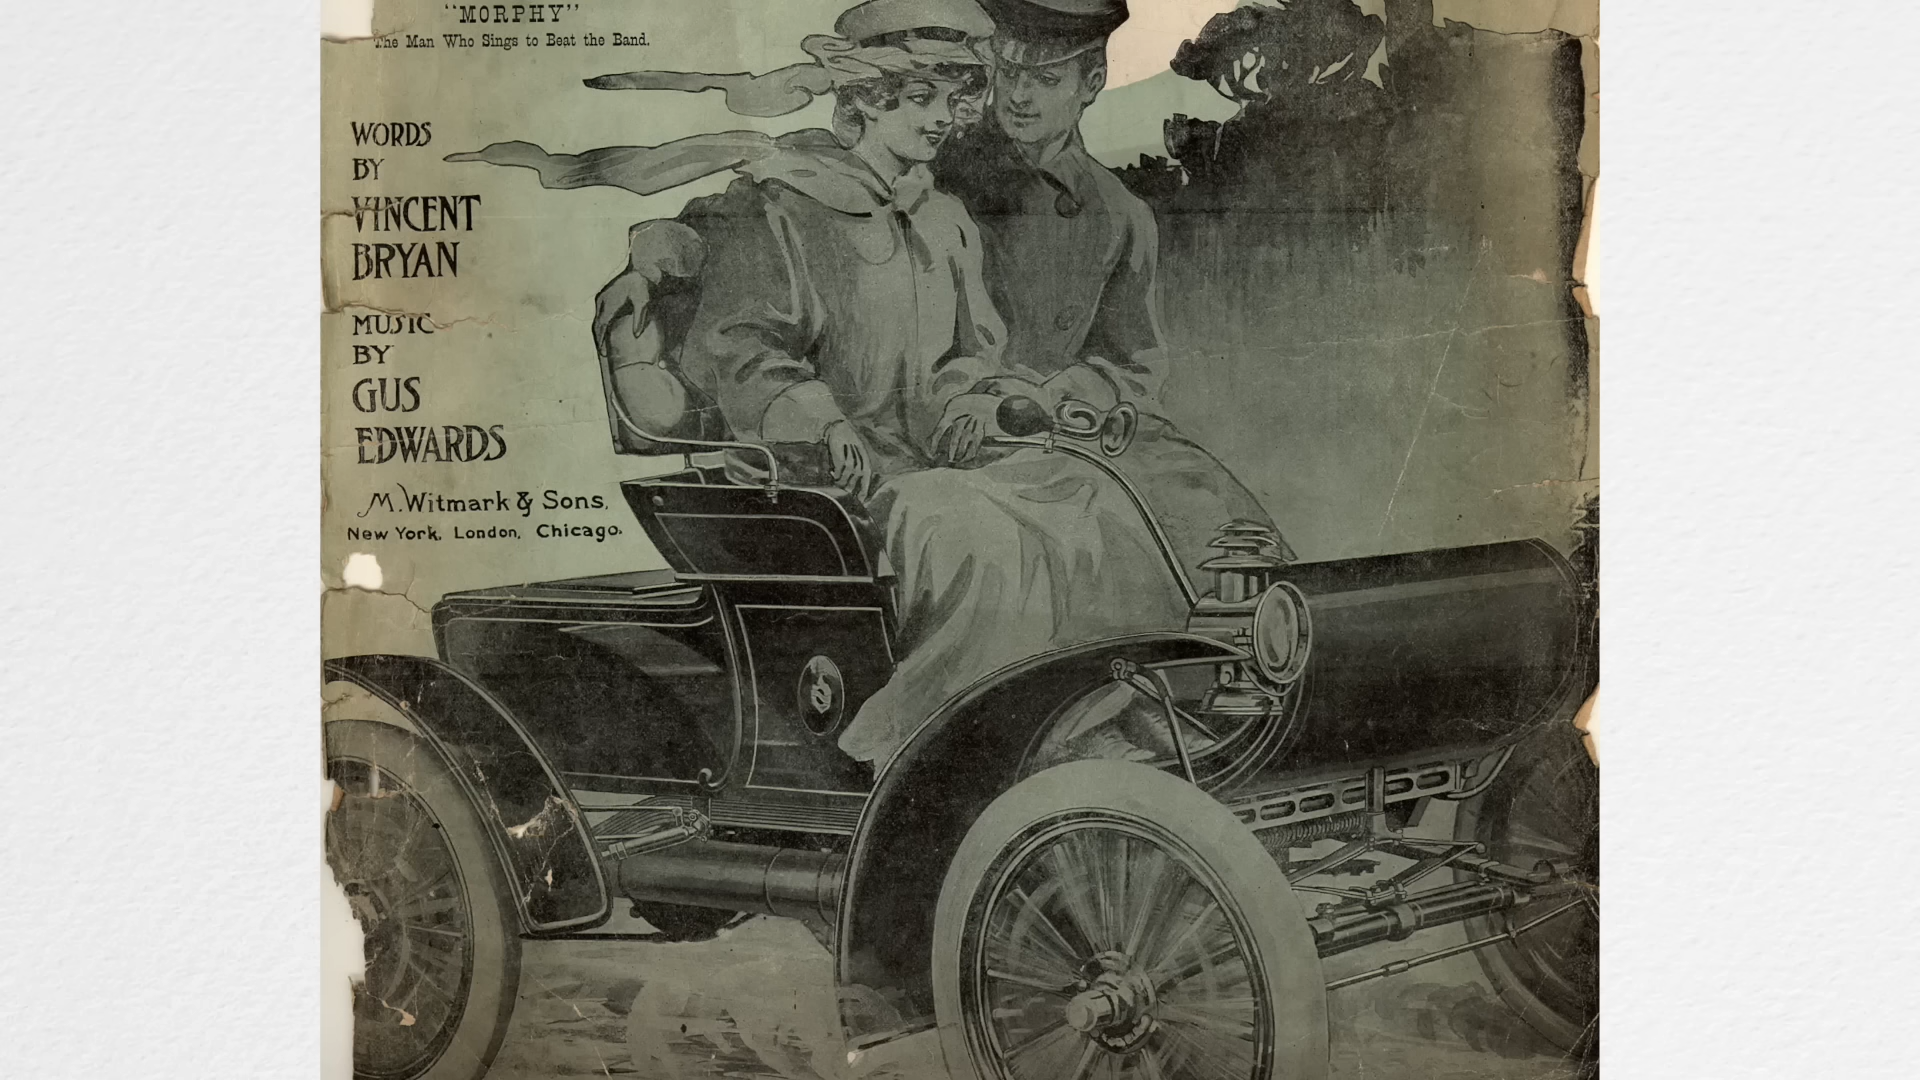 “MORPHY”
The Man Who Sings to Beat the Band.
WORDS
BY
VINCENT
BRYAN
MUSIC
BY
GUS
EDWARDS
M. Witmark & Sons,
New York, London, Chicago.